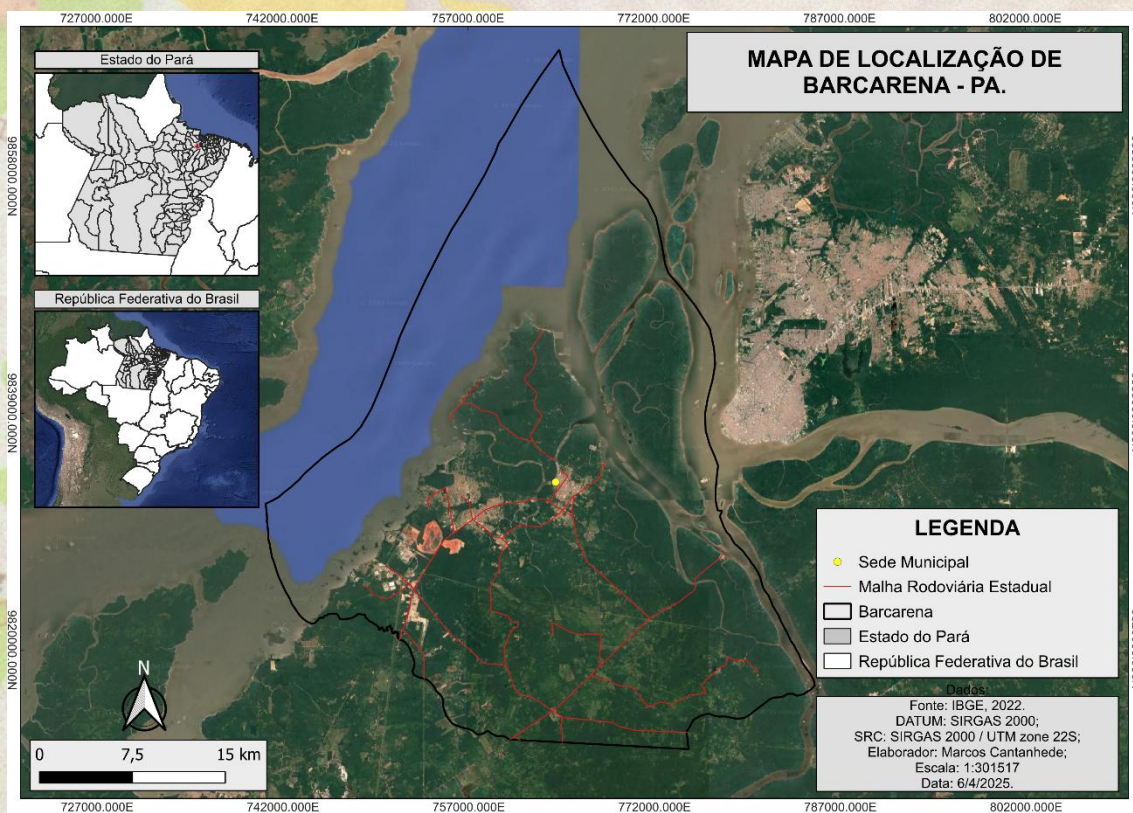 727000.000E 742000.000E 757000.000E 772000.000E 787000.000E 802000.000E
MAPA DE LOCALIZAÇÃO DE
BARCARENA - PA.
Estado do Pará
República Federativa do Brasil
9858000.000N
9839000.000N
9820000.000N
LEGENDA
Sede Municipal
Malha Rodoviária Estadual
Barcarena
Estado do Pará
República Federativa do Brasil
Dados:
Fonte: IBGE, 2022.
DATUM: SIRGAS 2000;
SRC: SIRGAS 2000 / UTM zone 22S;
Elaborador: Marcos Cantanhede;
Escala: 1:301517
Data: 6/4/2025.
N
0 7,5 15 km
727000.000E 742000.000E 757000.000E 772000.000E 787000.000E 802000.000E